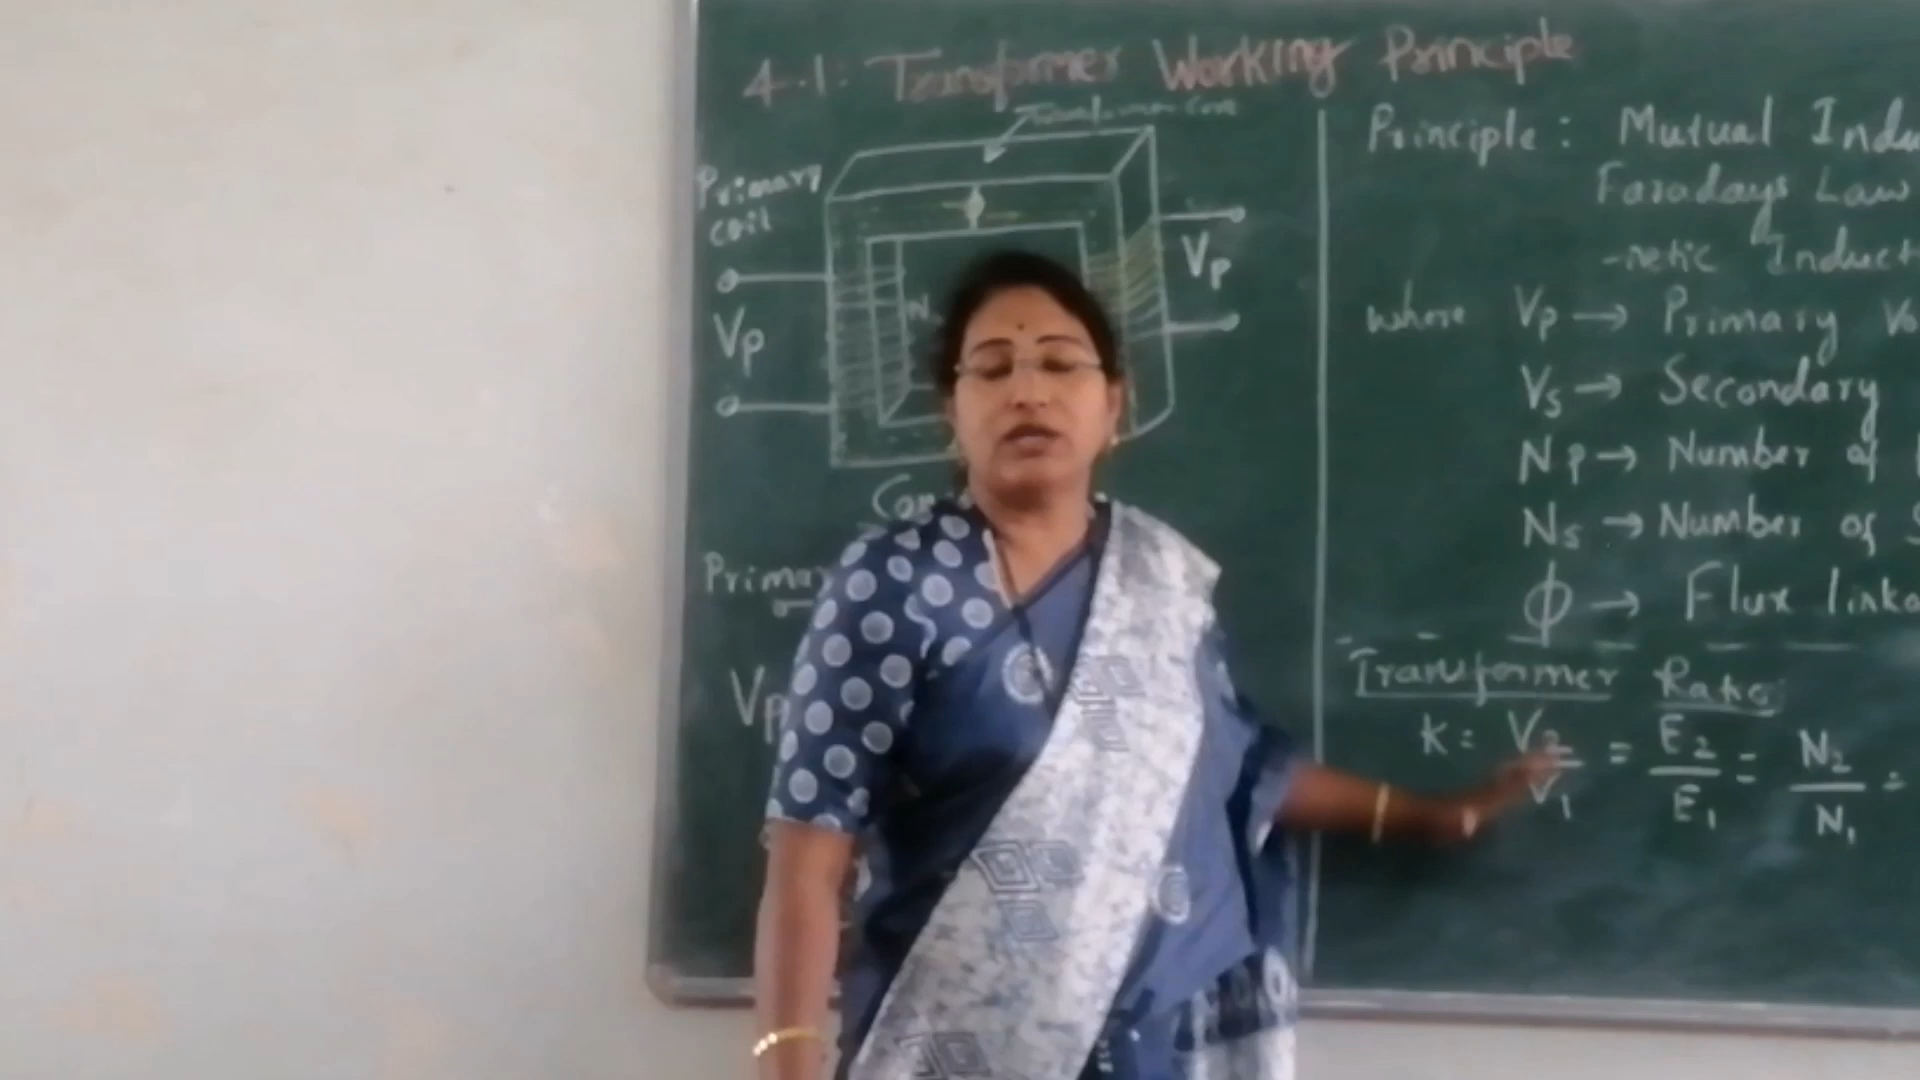 4.1: Transformer Working Principle
Transformer Core
Primary
coil
Vp
N
Vp
Con
Primar
Vp
Principle: Mutual Indu
Faradays Law
-netic Induct
where Vp → Primary Vo
Vs → Secondary
Np → Number of
Ns → Number of S
ϕ → Flux linka
Transformer Ratio
K = V2/V1 = E2/E1 = N2/N1 =